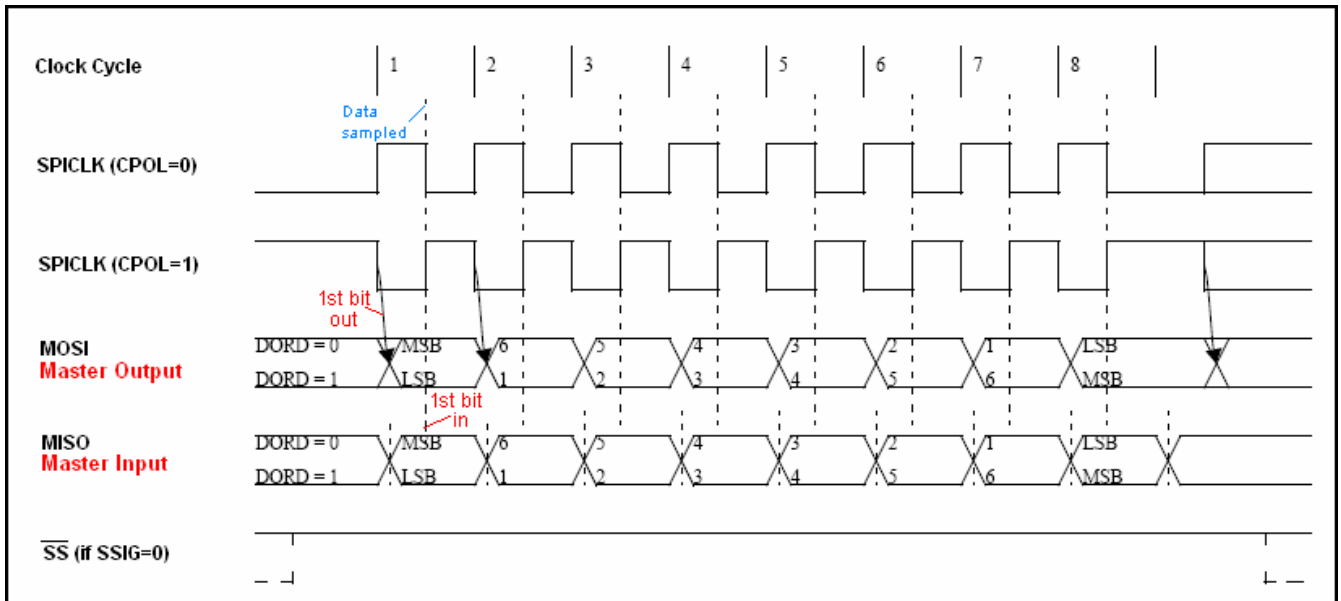 Clock Cycle 1 2 3 4 5 6 7 8
Data
sampled
SPICLK (CPOL=0)
SPICLK (CPOL=1)
1st bit
out
MOSI
Master Output
DORD = 0 MSB 6 5 4 3 2 1 LSB
DORD = 1 LSB 1 2 3 4 5 6 MSB
1st bit
in
MISO
Master Input
DORD = 0 MSB 6 5 4 3 2 1 LSB
DORD = 1 LSB 1 2 3 4 5 6 MSB
SS (if SSIG=0)